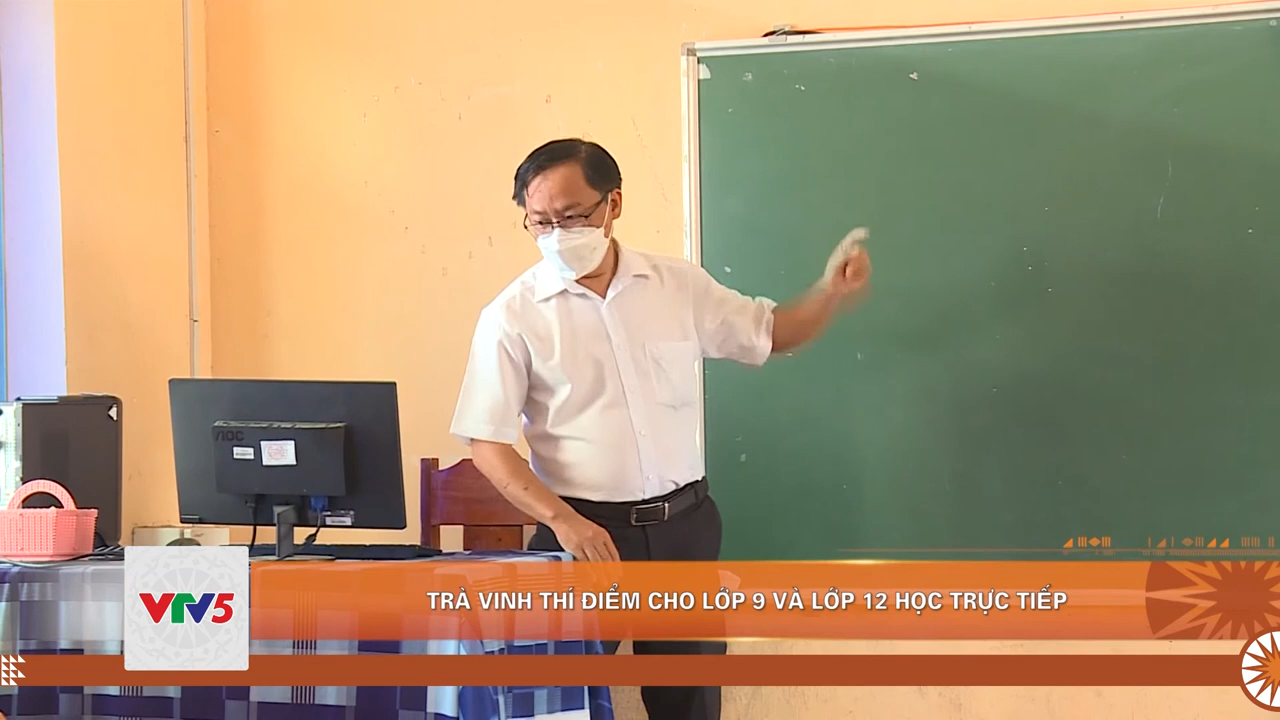 VTV5
TRÀ VINH THÍ ĐIỂM CHO LỚP 9 VÀ LỚP 12 HỌC TRỰC TIẾP